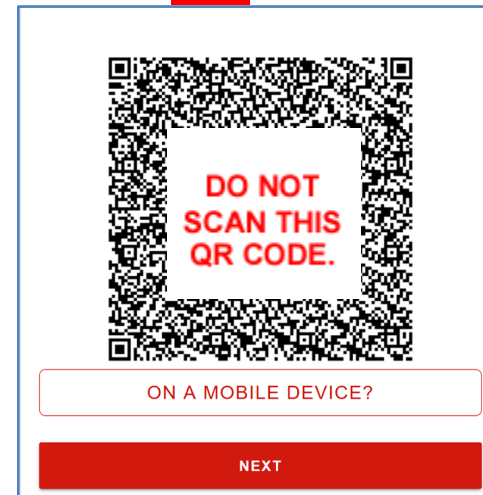 DO NOT
SCAN THIS
QR CODE.
ON A MOBILE DEVICE?
NEXT